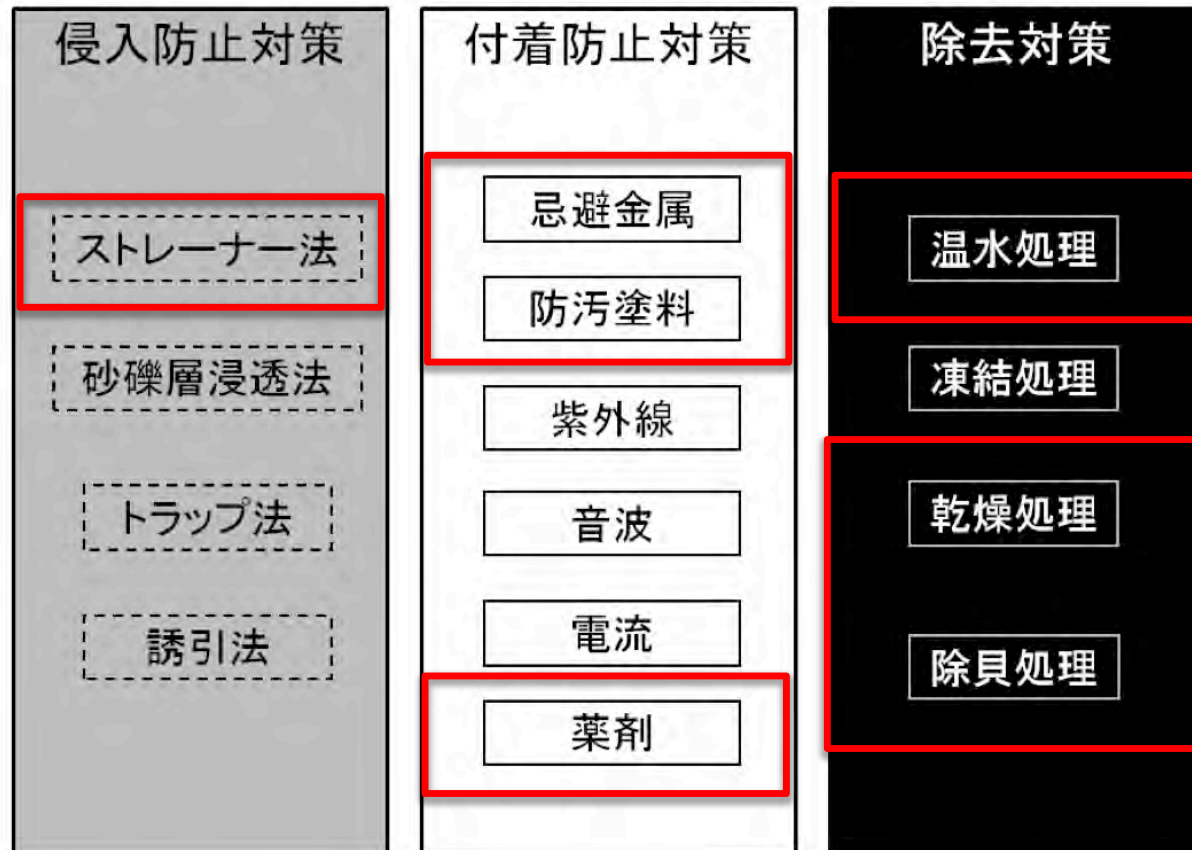 侵入防止対策
ストレーナー法
砂礫層浸透法
トラップ法
誘引法
付着防止対策
忌避金属
防汚塗料
紫外線
音波
電流
薬剤
除去対策
温水処理
凍結処理
乾燥処理
除貝処理